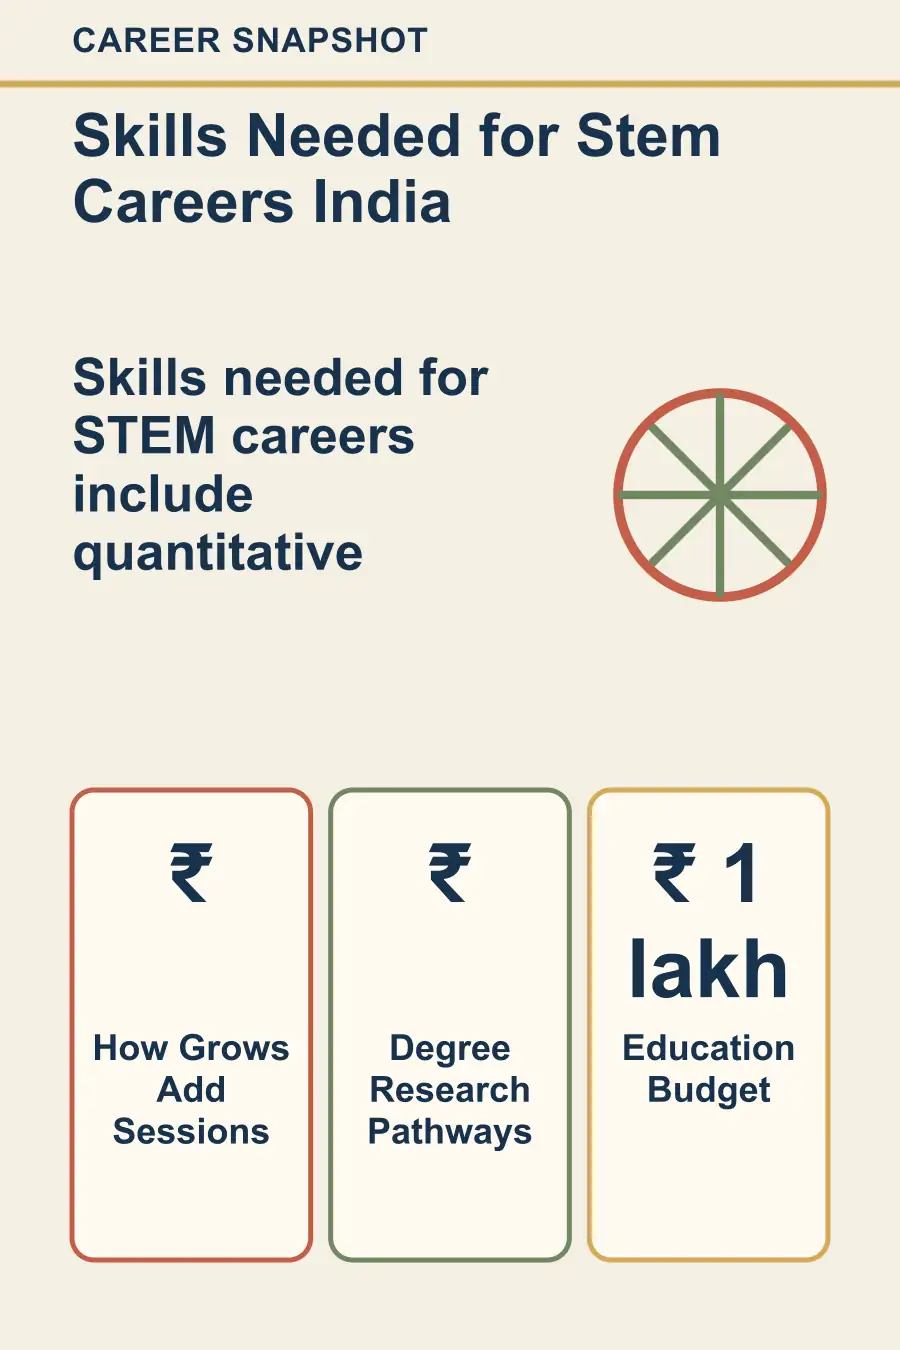 CAREER SNAPSHOT
Skills Needed for Stem
Careers India
Skills needed for
STEM careers
include
quantitative
₹
How Grows
Add
Sessions
₹
Degree
Research
Pathways
₹ 1
lakh
Education
Budget